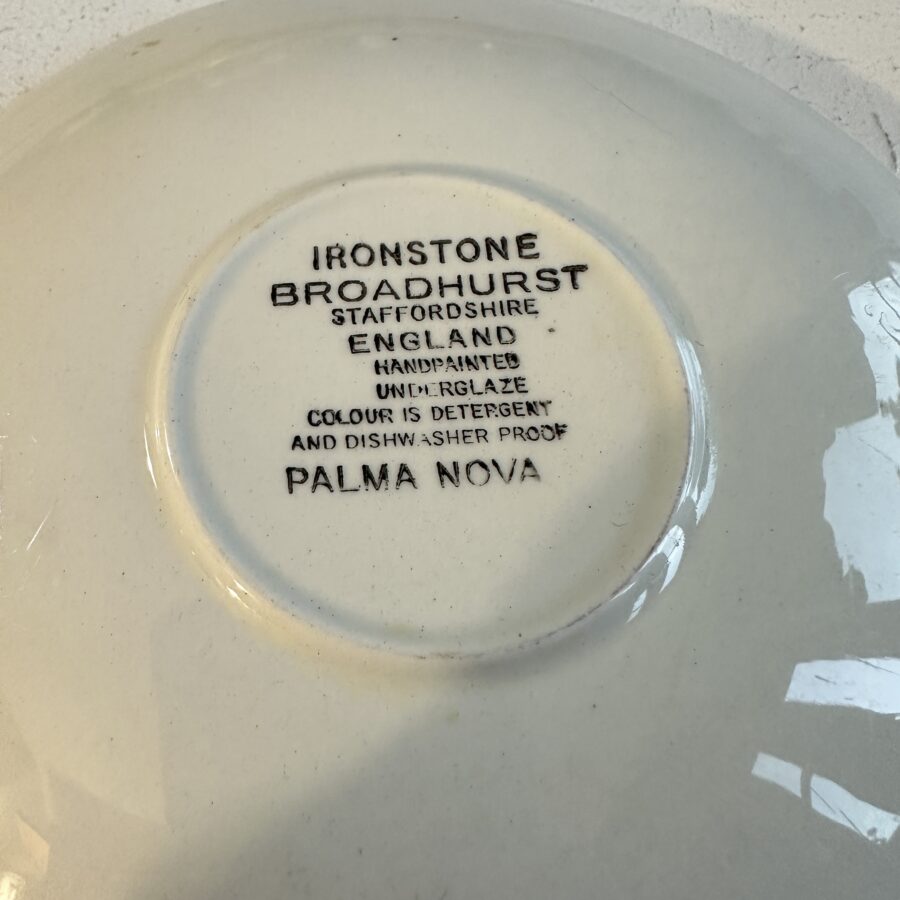 IRONSTONE
BROADHURST
STAFFORDSHIRE
ENGLAND
HANDPAINTED
UNDERGLAZE
COLOUR IS DETERGENT
AND DISHWASHER PROOF
PALMA NOVA